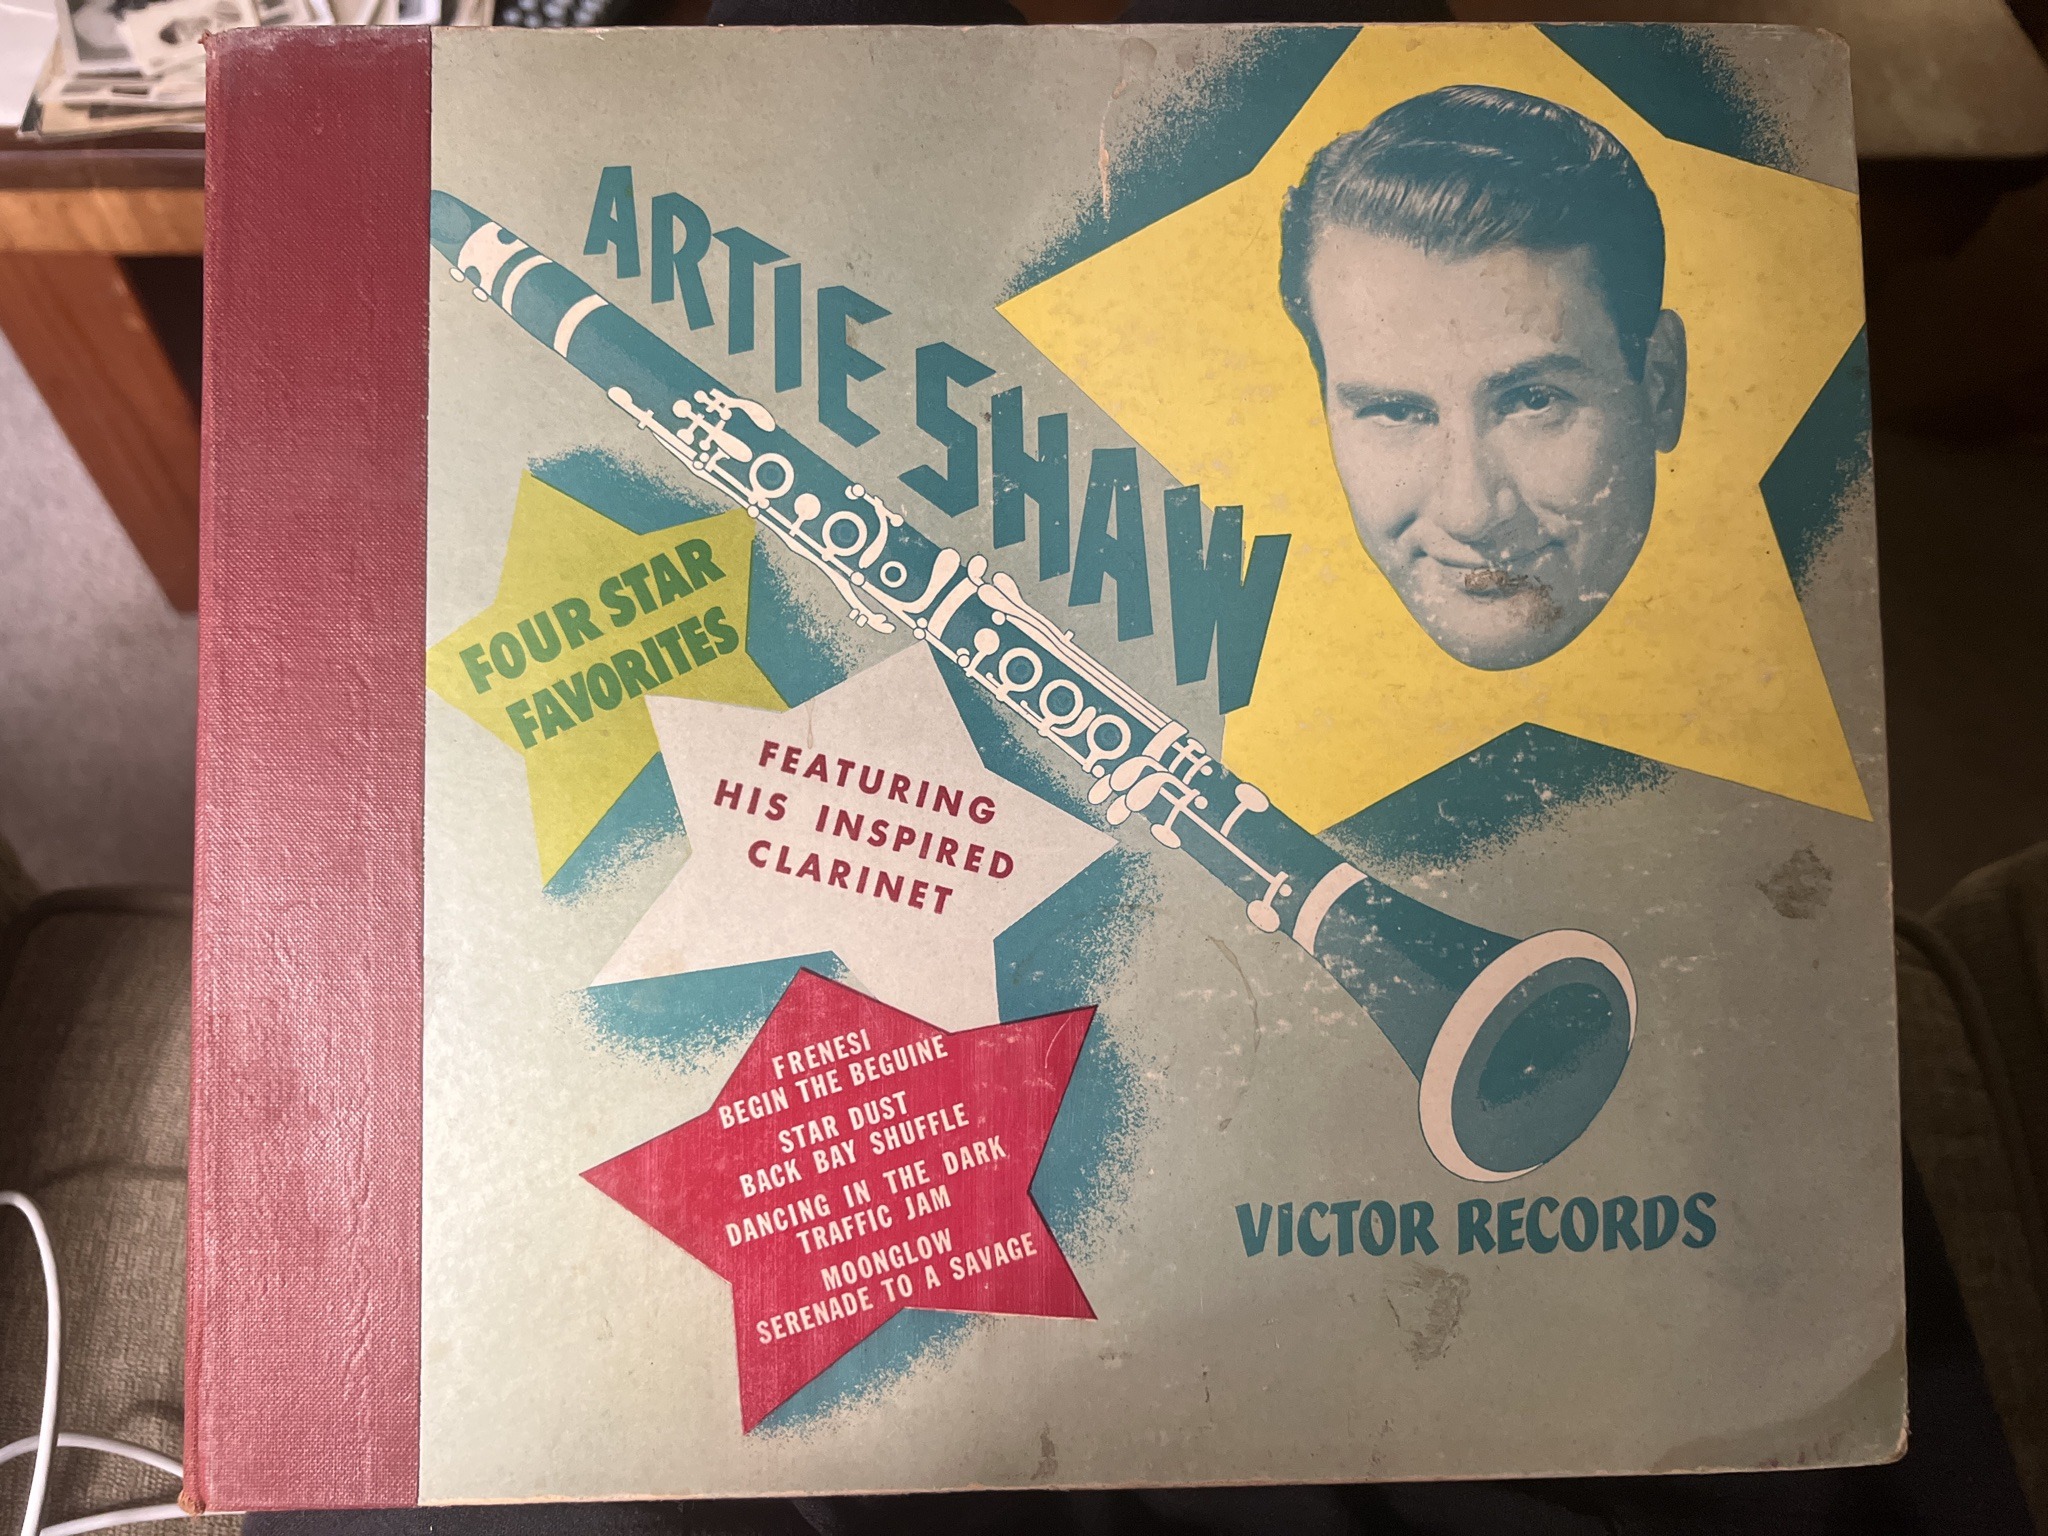 ARTIE SHAW
FOUR STAR
FAVORITES
FEATURING
HIS INSPIRED
CLARINET
FRENESI
BEGIN THE BEGUINE
STAR DUST
BACK BAY SHUFFLE
DANCING IN THE DARK
TRAFFIC JAM
MOONGLOW
SERENADE TO A SAVAGE
VICTOR RECORDS